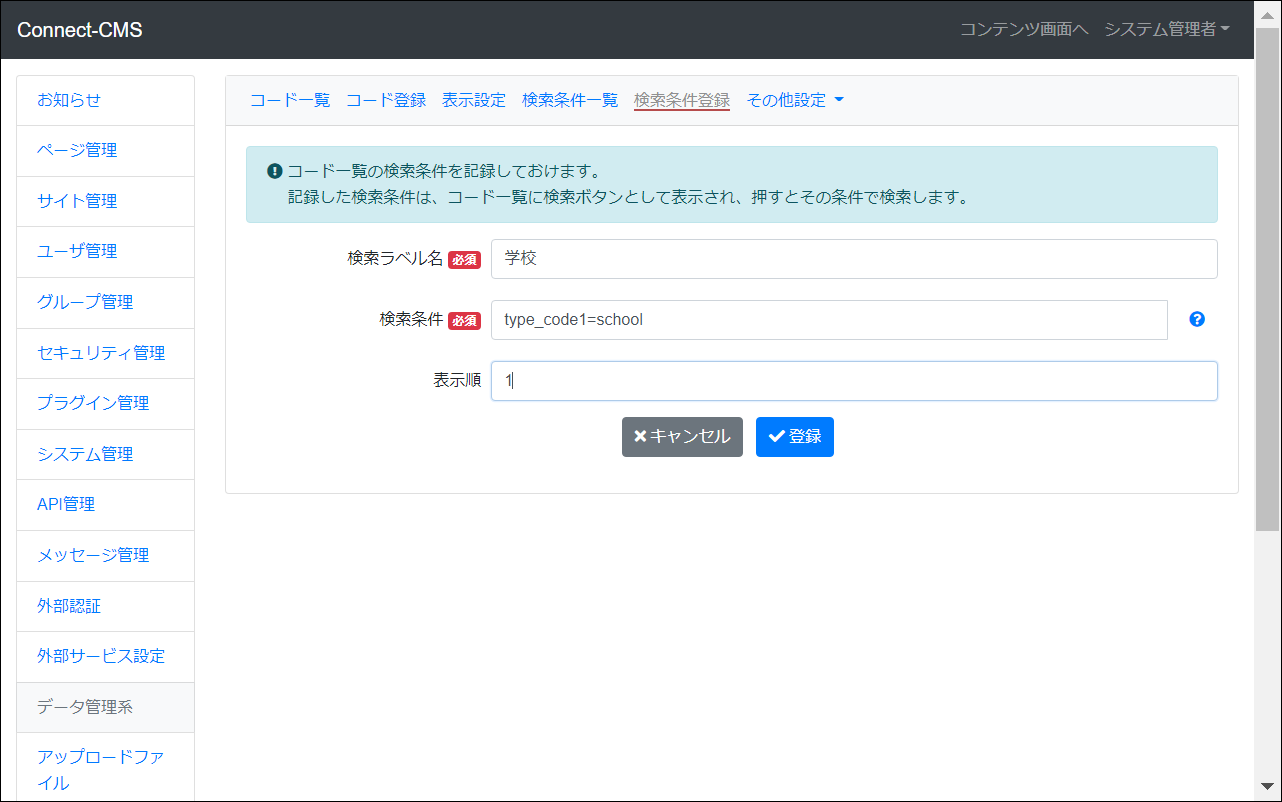 Connect-CMS
コンテンツ画面へ システム管理者
お知らせ
ページ管理
サイト管理
ユーザ管理
グループ管理
セキュリティ管理
プラグイン管理
システム管理
API管理
メッセージ管理
外部認証
外部サービス設定
データ管理系
アップロードファ
イル
コード一覧 コード登録 表示設定 検索条件一覧 検索条件登録 その他設定
コード一覧の検索条件を記録しておけます。
記録した検索条件は、コード一覧に検索ボタンとして表示され、押すとその条件で検索します。
検索ラベル名 必須 学校
検索条件 必須 type_code1=school
表示順 1
キャンセル 登録